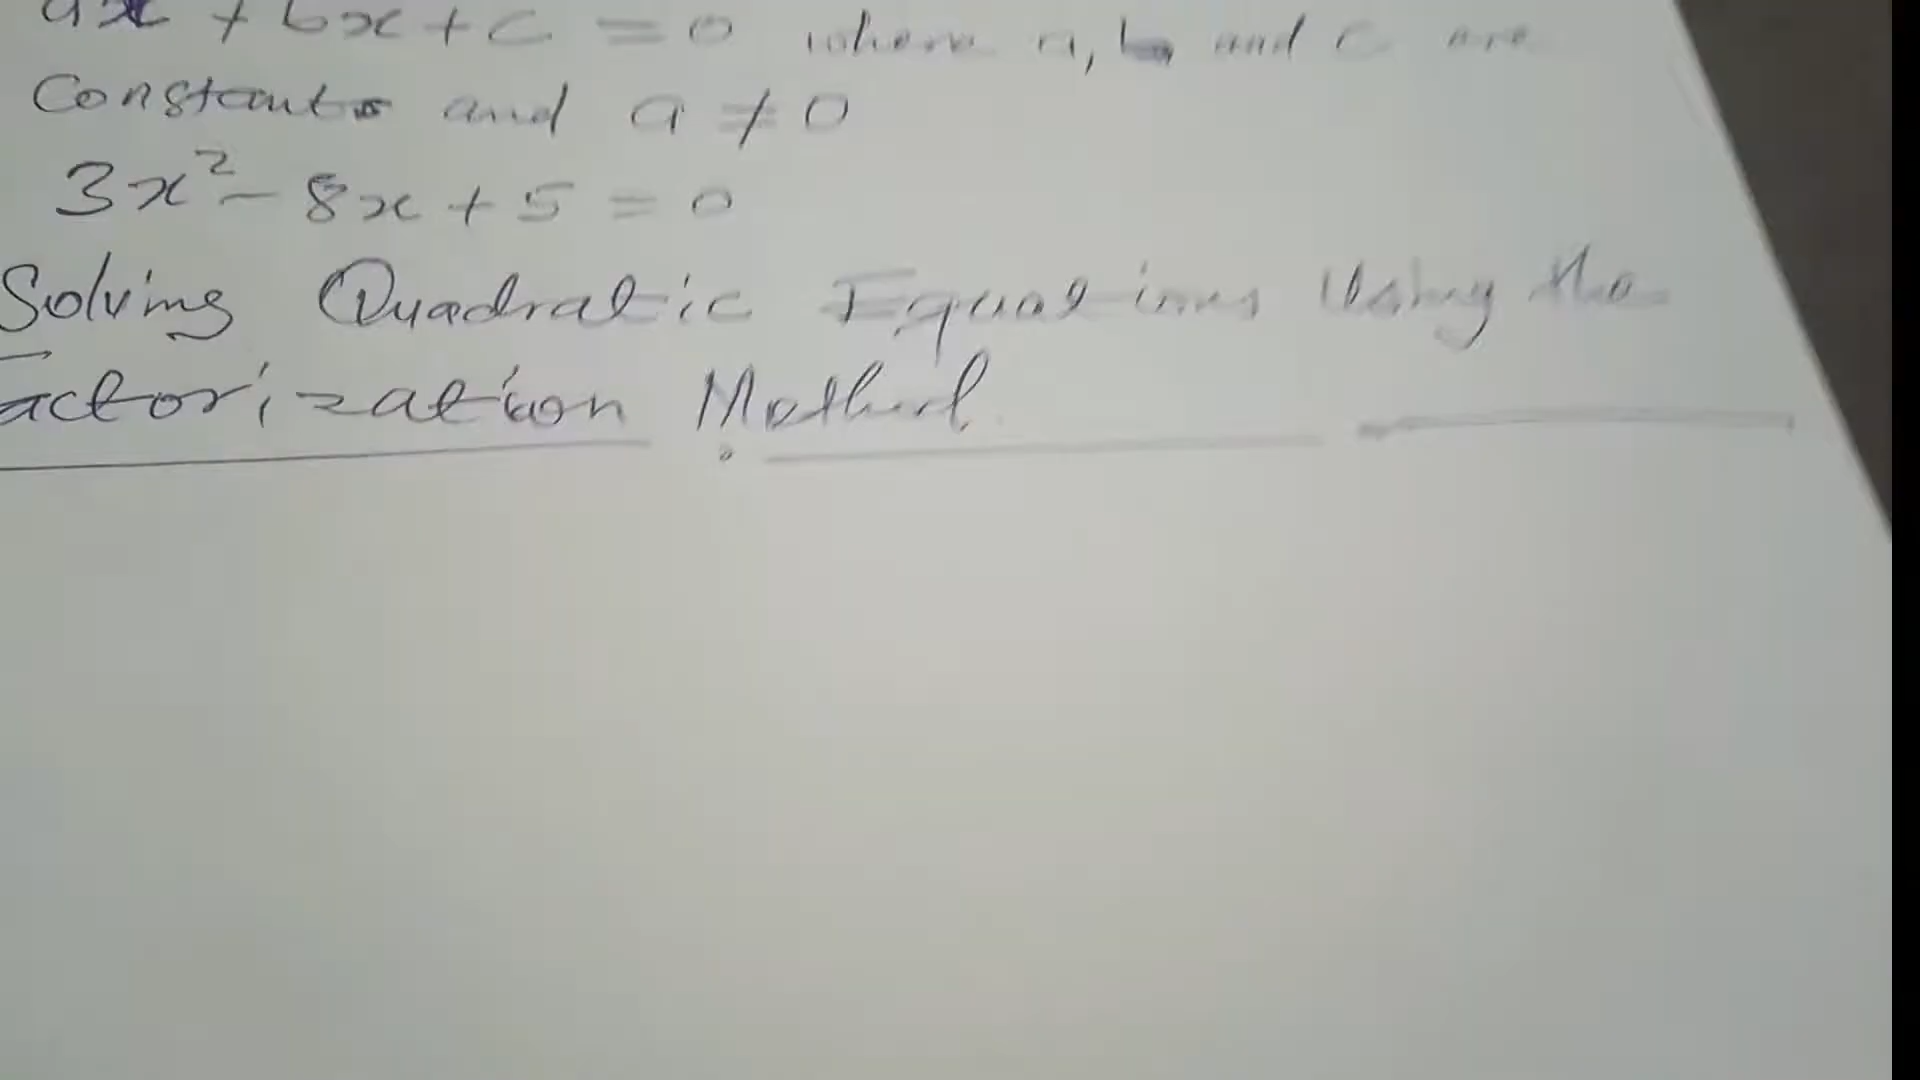 ax + bx + c = 0 where a, b and c are
Constants and a ≠ 0
3x² - 8x + 5 = 0
Solving Quadratic Equations Using the
actorization Method